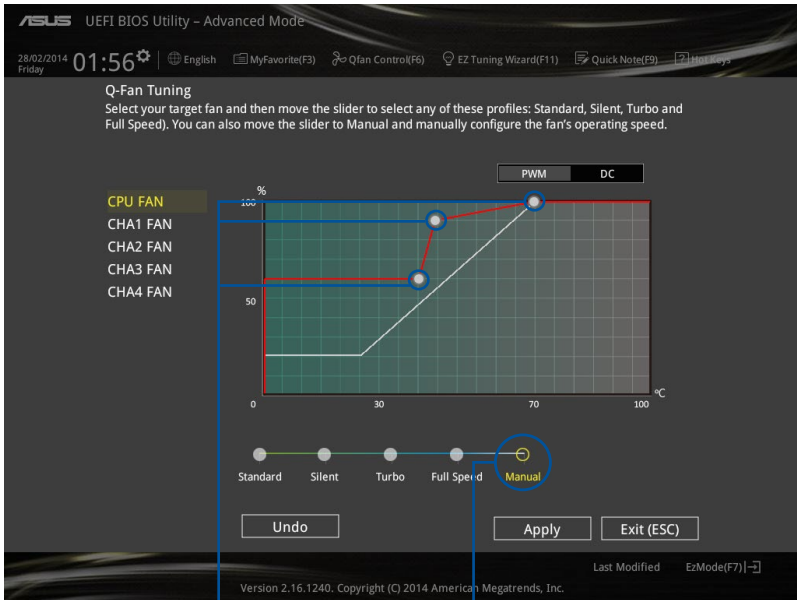 ASUS UEFI BIOS Utility – Advanced Mode
28/02/2014
Friday
01:56 English MyFavorite(F3) Qfan Control(F6) EZ Tuning Wizard(F11) Quick Note(F9) ? Hot Keys
Q-Fan Tuning
Select your target fan and then move the slider to select any of these profiles: Standard, Silent, Turbo and
Full Speed). You can also move the slider to Manual and manually configure the fan's operating speed.
PWM DC
CPU FAN
CHA1 FAN
CHA2 FAN
CHA3 FAN
CHA4 FAN
%
100
50
0 30 70 100 °C
Standard Silent Turbo Full Speed Manual
Undo Apply Exit (ESC)
Last Modified EzMode(F7)
Version 2.16.1240. Copyright (C) 2014 American Megatrends, Inc.